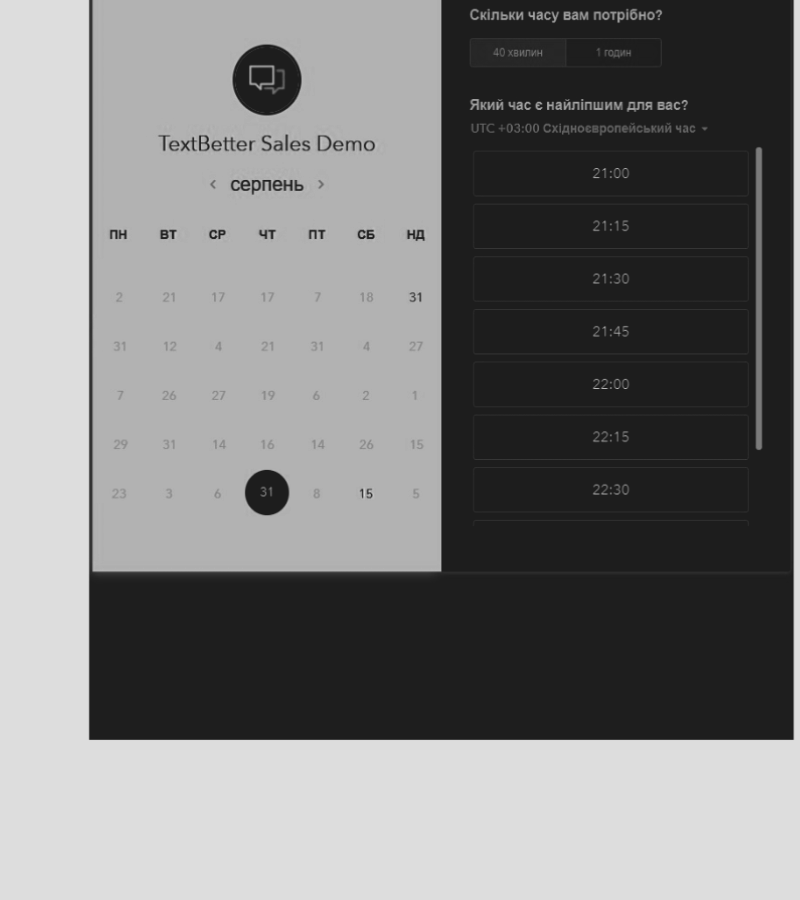 TextBetter Sales Demo
серпень
ПН ВТ СР ЧТ ПТ СБ НД
2 21 17 17 7 18 31
31 12 4 21 31 4 27
7 26 27 19 6 2 1
29 31 14 16 14 26 15
23 3 6 31 8 15 5
Скільки часу вам потрібно?
40 хвилин 1 годин
Який час є найліпшим для вас?
UTC +03:00 Східноєвропейський час
21:00
21:15
21:30
21:45
22:00
22:15
22:30